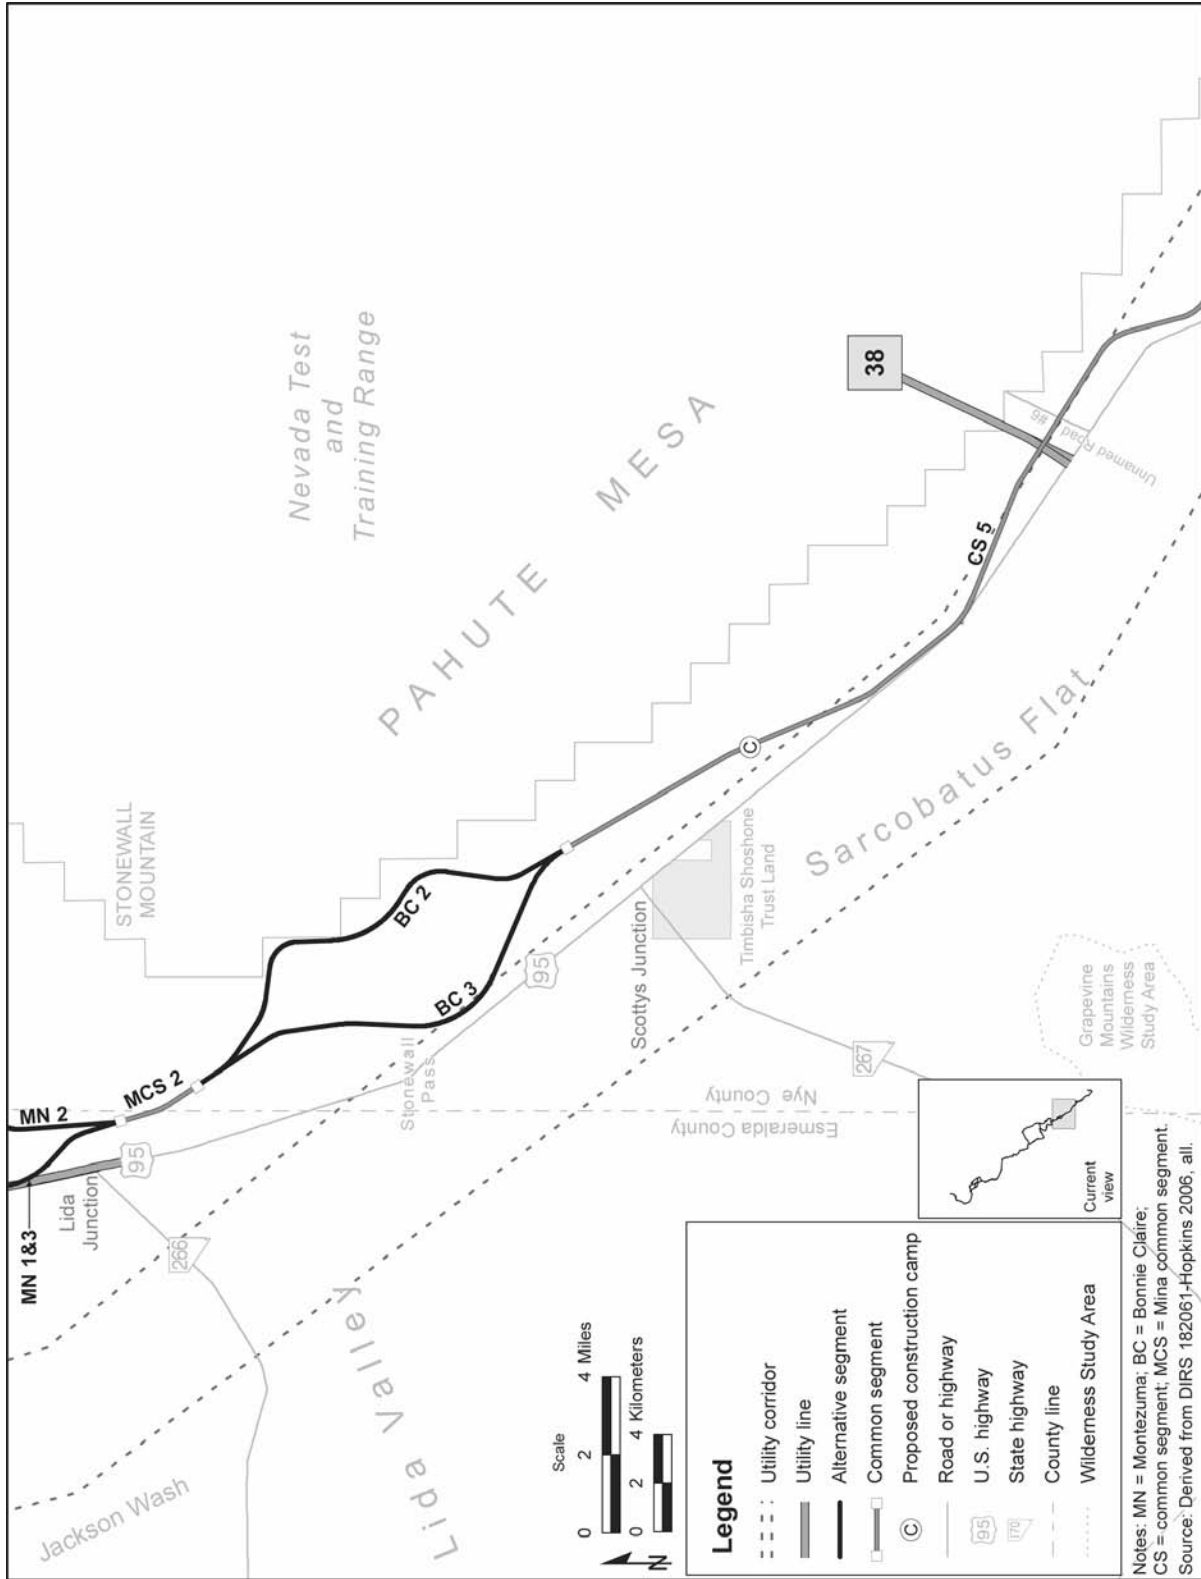 Nevada Test
and
Training Range
STONEWALL
MOUNTAIN
PAHUTE MESA
38
MN 1&3
MN 2
MCS 2
BC 2
BC 3
CS 5
C
95
95
266
267
Lida
Junction
Stonewall
Pass
Scottys Junction
Timbisha Shoshone
Trust Land
Unnamed Road #6
Sarcobatus Flat
Esmeralda County
Nye County
Grapevine
Mountains
Wilderness
Study Area
Jackson Wash
Lida Valley
Scale
0 2 4 Miles
0 2 4 Kilometers
N
Legend
Utility corridor
Utility line
Alternative segment
Common segment
C Proposed construction camp
Road or highway
95 U.S. highway
170 State highway
County line
Wilderness Study Area
Current
view
Notes: MN = Montezuma; BC = Bonnie Claire;
CS = common segment; MCS = Mina common segment.
Source: Derived from DIRS 182061-Hopkins 2006, all.